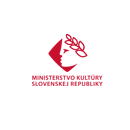 MINISTERSTVO KULTÚRY
SLOVENSKEJ REPUBLIKY